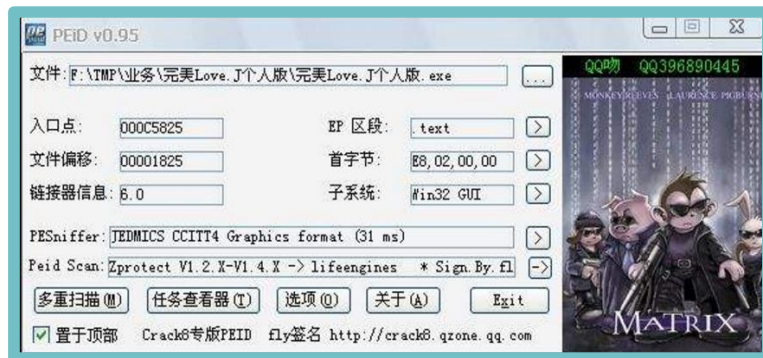 PEiD v0.95
文件: F:\TMP\业务\完美Love.J个人版\完美Love.J个人版.exe ...
QQ吻 QQ396890445
入口点: 000C5825 EP 区段: .text >
文件偏移: 00001825 首字节: E8,02,00,00 >
链接器信息: 6.0 子系统: Win32 GUI >
PESniffer: JEDMICS CCITT4 Graphics format (31 ms) >
Peid Scan: Zprotect V1.2.X-V1.4.X -> lifeengines * Sign.By.fl ->
多重扫描(M) 任务查看器(T) 选项(O) 关于(A) Exit
置于顶部 Crack8专版PEID fly签名 http://crack8.qzone.qq.com
MATRIX